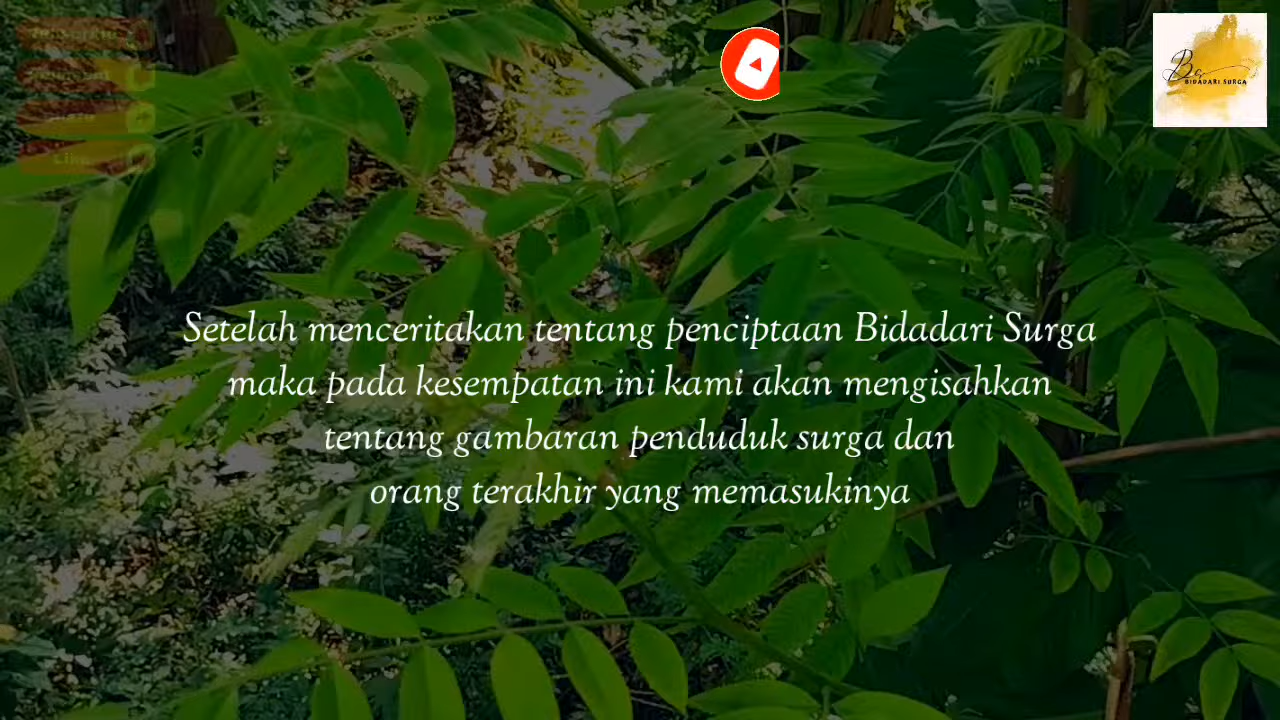 Like
BIDADARI SURGA
Setelah menceritakan tentang penciptaan Bidadari Surga
maka pada kesempatan ini kami akan mengisahkan
tentang gambaran penduduk surga dan
orang terakhir yang memasukinya